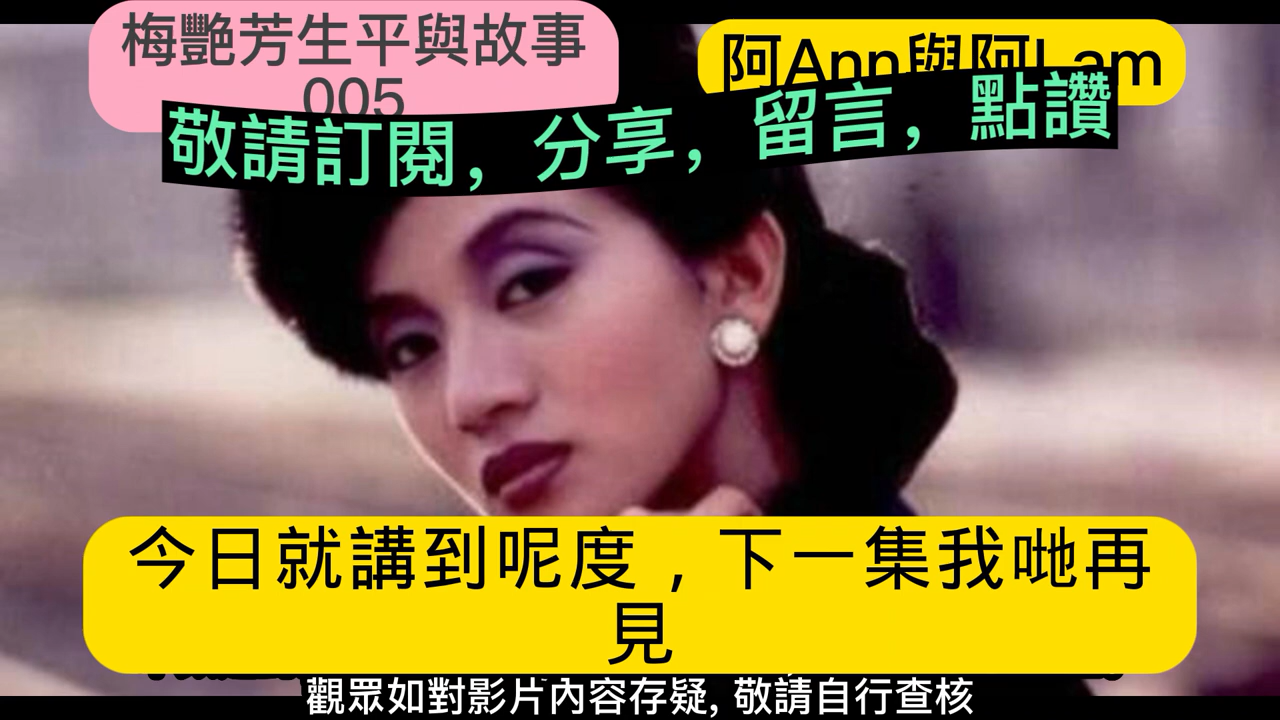 梅艷芳生平與故事
005
阿Ann與阿Lam
敬請訂閱，分享，留言，點讚
今日就講到呢度，下一集我哋再
見
觀眾如對影片內容存疑, 敬請自行查核